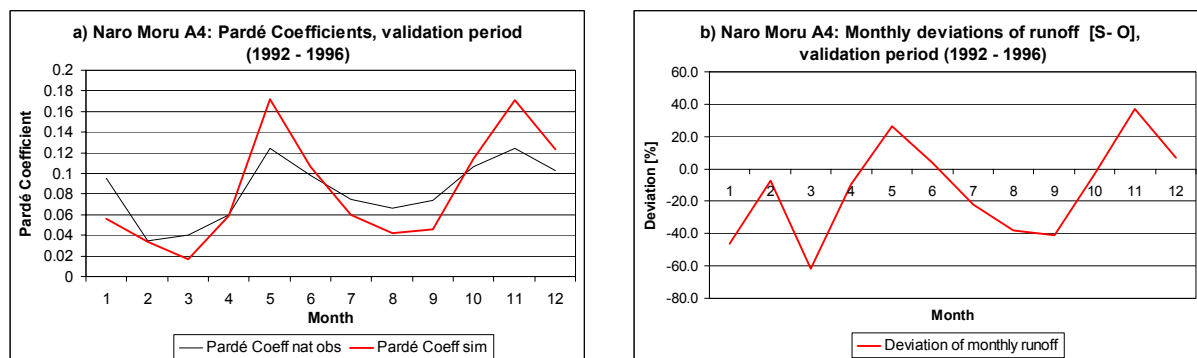 a) Naro Moru A4: Pardé Coefficients, validation period
(1992 - 1996)
0.2
0.18
0.16
0.14
0.12
0.1
0.08
0.06
0.04
0.02
0
Pardé Coefficient
1 2 3 4 5 6 7 8 9 10 11 12
Month
Pardé Coeff nat obs Pardé Coeff sim
b) Naro Moru A4: Monthly deviations of runoff [S- O],
validation period (1992 - 1996)
60.0
40.0
20.0
0.0
-20.0
-40.0
-60.0
-80.0
Deviation [%]
1 2 3 4 5 6 7 8 9 10 11 12
Month
Deviation of monthly runoff